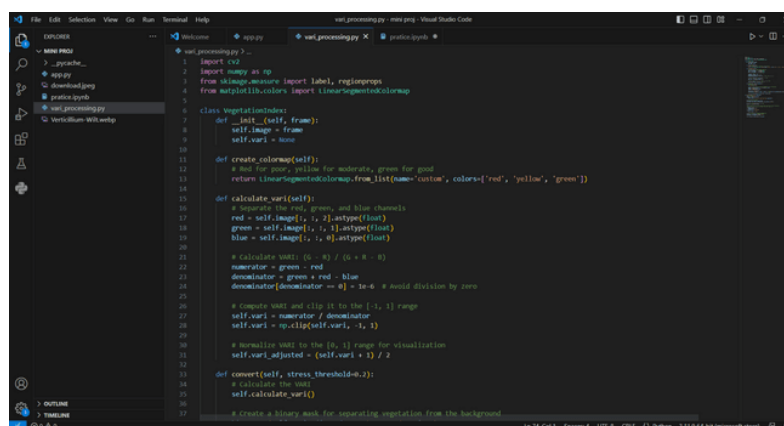 File Edit Selection View Go Run Terminal Help
vari_processing.py - mini proj - Visual Studio Code
EXPLORER
Welcome app.py vari_processing.py pratice.ipynb
MINI PROJ
__pycache__
app.py
download.jpeg
pratice.ipynb
vari_processing.py
Verticillium-Wilt.webp
OUTLINE
TIMELINE
vari_processing.py > ...
1 import cv2
2 import numpy as np
3 from skimage.measure import label, regionprops
4 from matplotlib.colors import LinearSegmentedColormap
5
6 class VegetationIndex:
7 def __init__(self, frame):
8 self.image = frame
9 self.vari = None
10
11 def create_colormap(self):
12 # Red for poor, yellow for moderate, green for good
13 return LinearSegmentedColormap.from_list(name='custom', colors=['red', 'yellow', 'green'])
14
15 def calculate_vari(self):
16 # Separate the red, green, and blue channels
17 red = self.image[:, :, 2].astype(float)
18 green = self.image[:, :, 1].astype(float)
19 blue = self.image[:, :, 0].astype(float)
20
21 # Calculate VARI: (G - R) / (G + R - B)
22 numerator = green - red
23 denominator = green + red - blue
24 denominator[denominator == 0] = 1e-6 # Avoid division by zero
25
26 # Compute VARI and clip it to the [-1, 1] range
27 self.vari = numerator / denominator
28 self.vari = np.clip(self.vari, -1, 1)
29
30 # Normalize VARI to the [0, 1] range for visualization
31 self.vari_adjusted = (self.vari + 1) / 2
32
33 def convert(self, stress_threshold=0.2):
34 # Calculate the VARI
35 self.calculate_vari()
36
37 # Create a binary mask for separating vegetation from the background